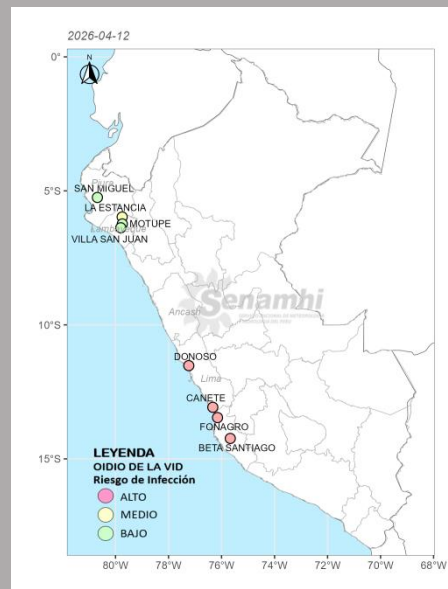 2026-04-12
N
0°
5°S
10°S
15°S
Piura
SAN MIGUEL
LA ESTANCIA
MOTUPE
VILLA SAN JUAN
Ancash
Senamhi
DONOSO
Lima
CANETE
FONAGRO
BETA SANTIAGO
LEYENDA
OIDIO DE LA VID
Riesgo de Infección
ALTO
MEDIO
BAJO
80°W 78°W 76°W 74°W 72°W 70°W 68°W